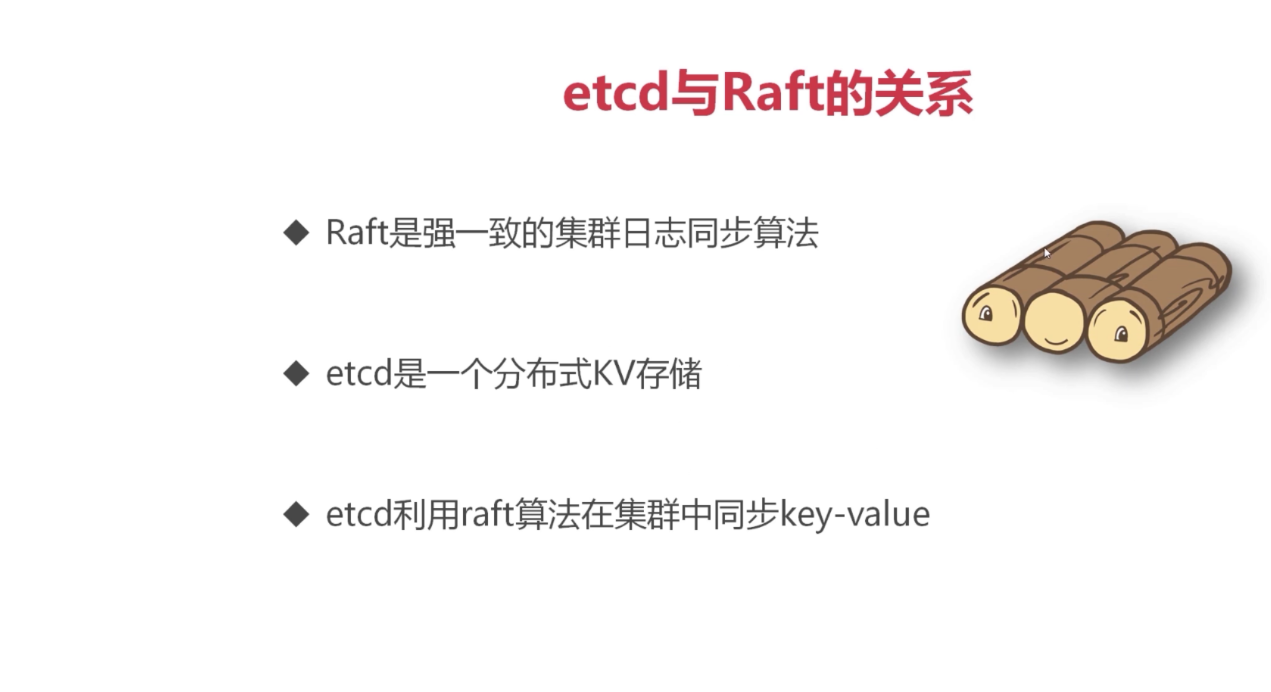 etcd与Raft的关系
◆ Raft是强一致的集群日志同步算法
◆ etcd是一个分布式KV存储
◆ etcd利用raft算法在集群中同步key-value